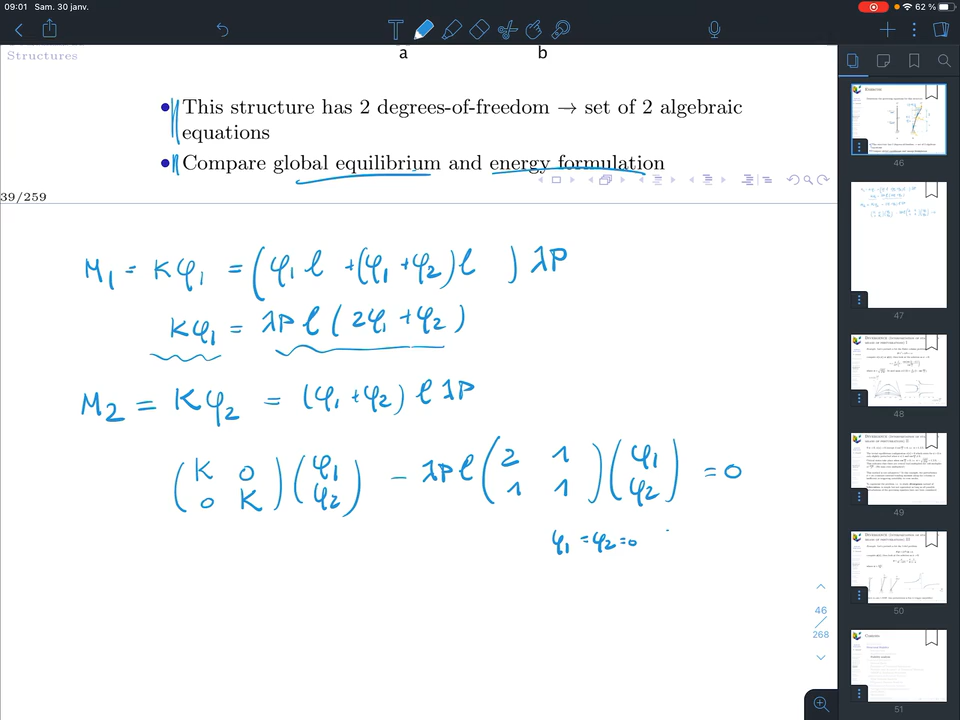 09:01 Sam. 30 janv.
62 %
Structures
a b
• This structure has 2 degrees-of-freedom → set of 2 algebraic
equations
• Compare global equilibrium and energy formulation
39/259
M₁ = Kφ₁ = (φ₁ l + (φ₁ + φ₂) l ) λP
Kφ₁ = λP l (2φ₁ + φ₂)
M₂ = Kφ₂ = (φ₁ + φ₂) l λP
(K 0; 0 K)(φ₁; φ₂) − λPl (2 1; 1 1)(φ₁; φ₂) = 0
φ₁ = φ₂ = 0
46
268
46
47
48
49
50
51